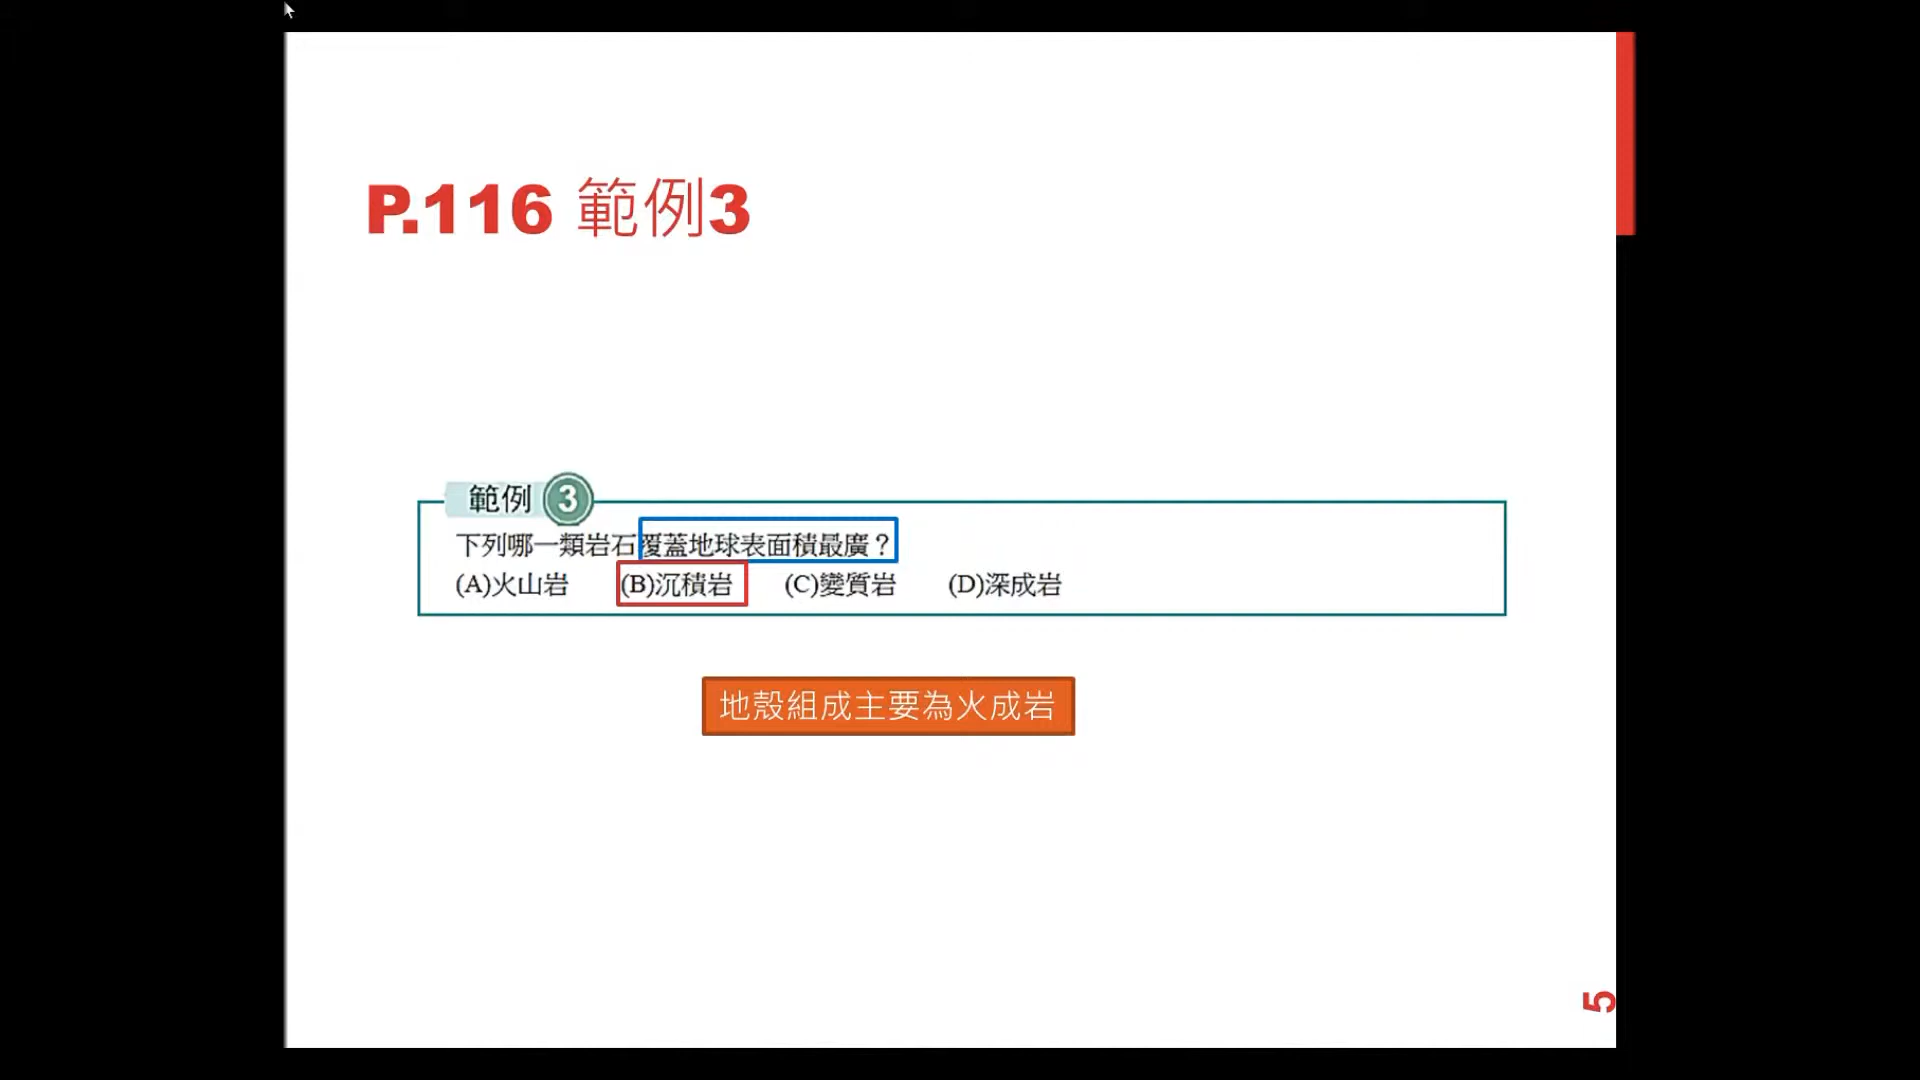 P.116 範例3
範例 3
下列哪一類岩石覆蓋地球表面積最廣？
(A)火山岩 (B)沉積岩 (C)變質岩 (D)深成岩
地殼組成主要為火成岩
5